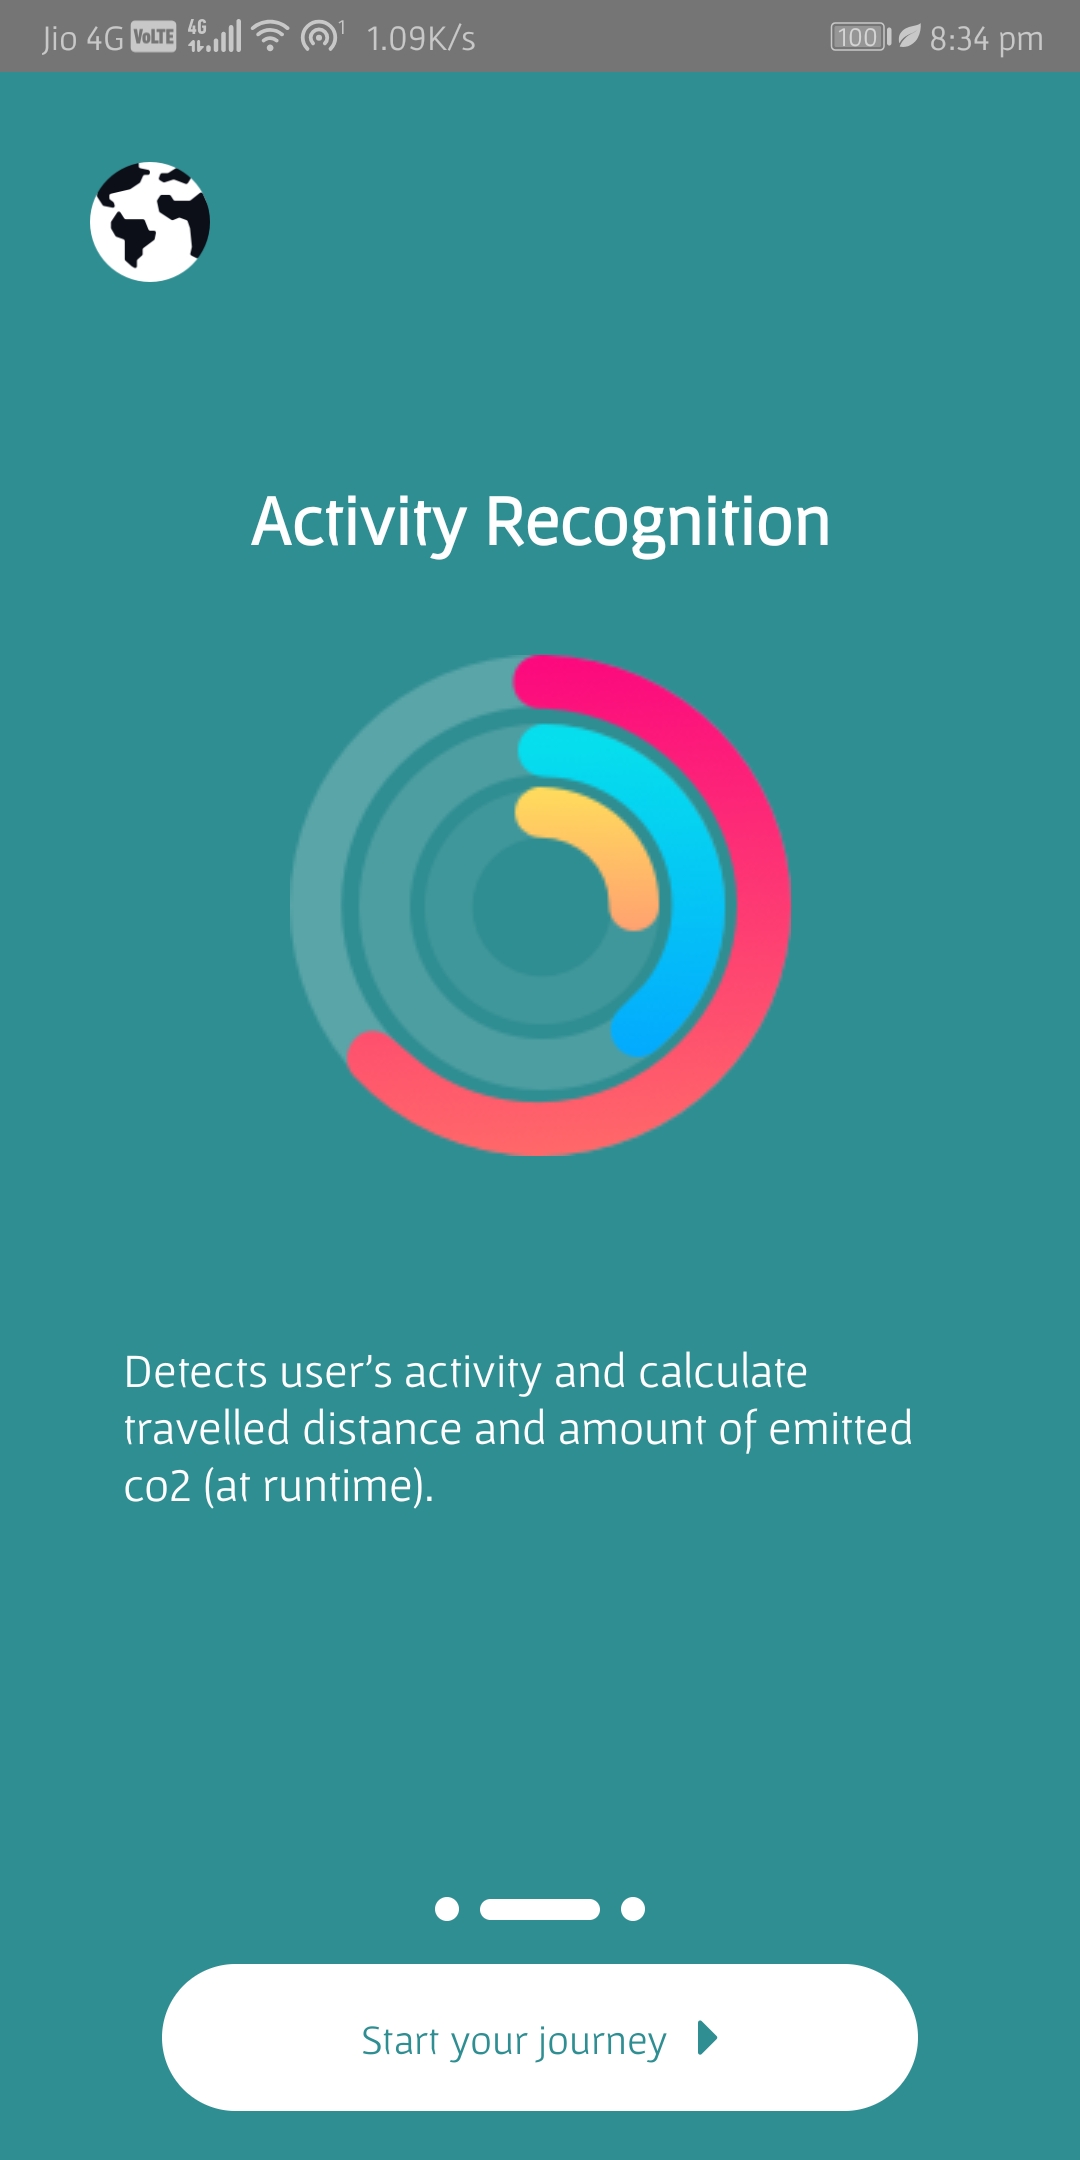 Jio 4G VoLTE 4G 1 1.09K/s 100 8:34 pm
Activity Recognition
Detects user’s activity and calculate
travelled distance and amount of emitted
co2 (at runtime).
Start your journey